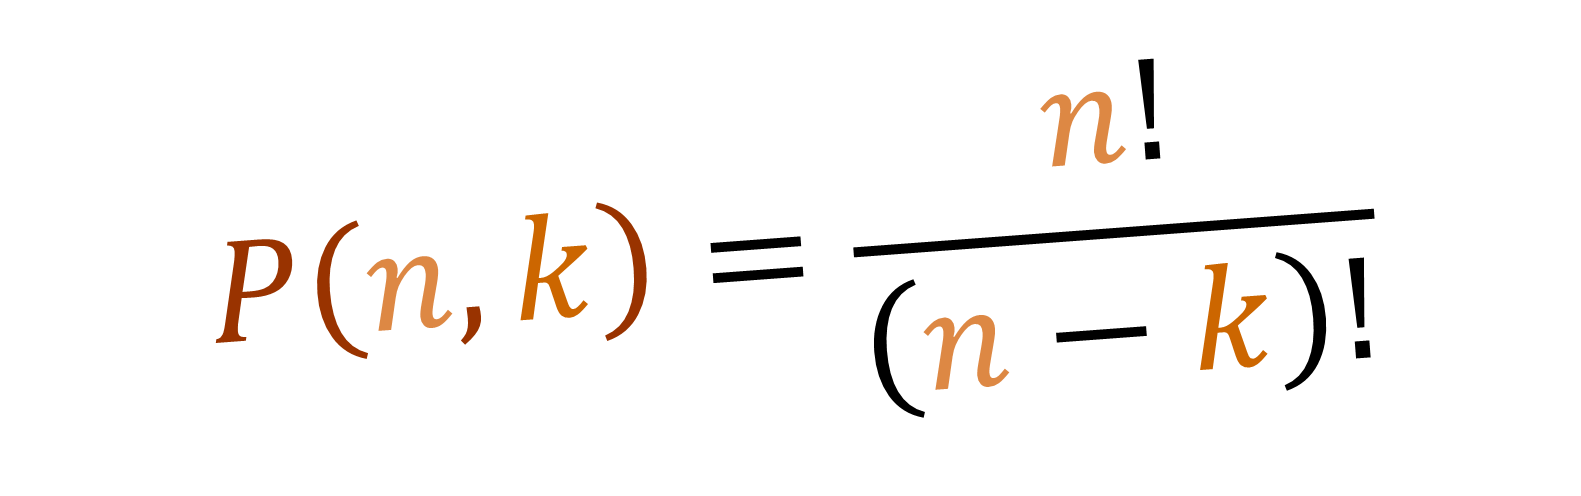 P(n, k) = n! / (n − k)!